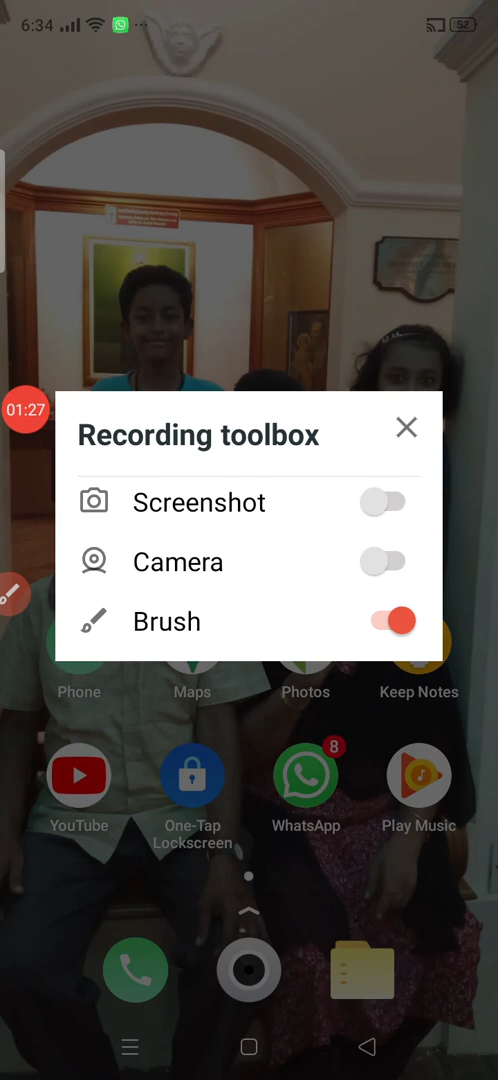 6:34
52
01:27
Recording toolbox
Screenshot
Camera
Brush
Phone
Maps
Photos
Keep Notes
8
YouTube
One-Tap
Lockscreen
WhatsApp
Play Music